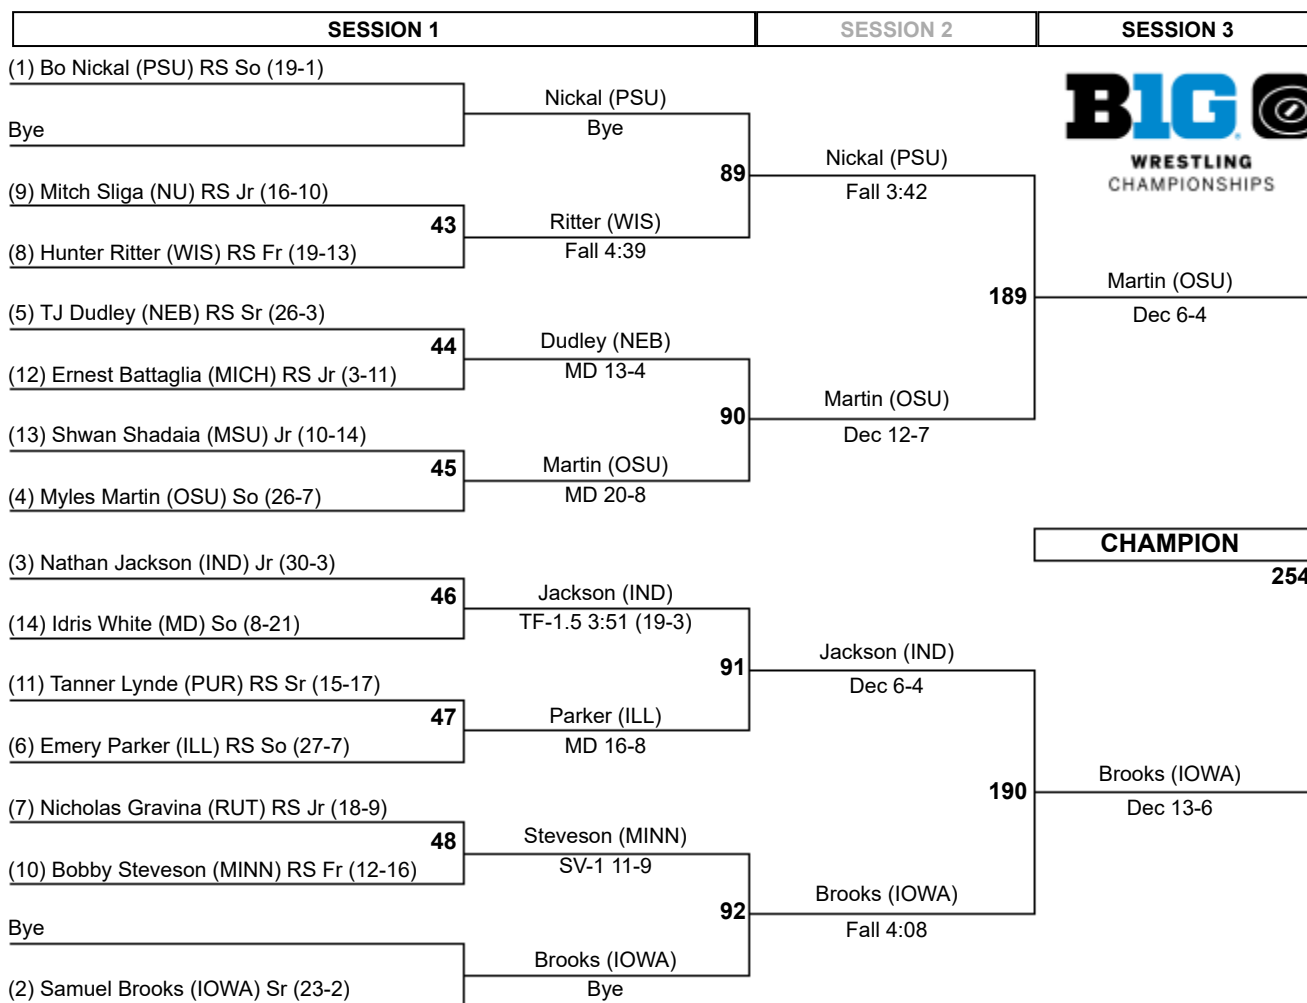 SESSION 1
SESSION 2
SESSION 3
(1) Bo Nickal (PSU) RS So (19-1)
Bye
(9) Mitch Sliga (NU) RS Jr (16-10)
(8) Hunter Ritter (WIS) RS Fr (19-13)
(5) TJ Dudley (NEB) RS Sr (26-3)
(12) Ernest Battaglia (MICH) RS Jr (3-11)
(13) Shwan Shadaia (MSU) Jr (10-14)
(4) Myles Martin (OSU) So (26-7)
(3) Nathan Jackson (IND) Jr (30-3)
(14) Idris White (MD) So (8-21)
(11) Tanner Lynde (PUR) RS Sr (15-17)
(6) Emery Parker (ILL) RS So (27-7)
(7) Nicholas Gravina (RUT) RS Jr (18-9)
(10) Bobby Steveson (MINN) RS Fr (12-16)
Bye
(2) Samuel Brooks (IOWA) Sr (23-2)
43
44
45
46
47
48
Nickal (PSU)
Bye
Ritter (WIS)
Fall 4:39
Dudley (NEB)
MD 13-4
Martin (OSU)
MD 20-8
Jackson (IND)
TF-1.5 3:51 (19-3)
Parker (ILL)
MD 16-8
Steveson (MINN)
SV-1 11-9
Brooks (IOWA)
Bye
89
90
91
92
Nickal (PSU)
Fall 3:42
Martin (OSU)
Dec 12-7
Jackson (IND)
Dec 6-4
Brooks (IOWA)
Fall 4:08
189
190
B1G
WRESTLING
CHAMPIONSHIPS
Martin (OSU)
Dec 6-4
CHAMPION
254
Brooks (IOWA)
Dec 13-6